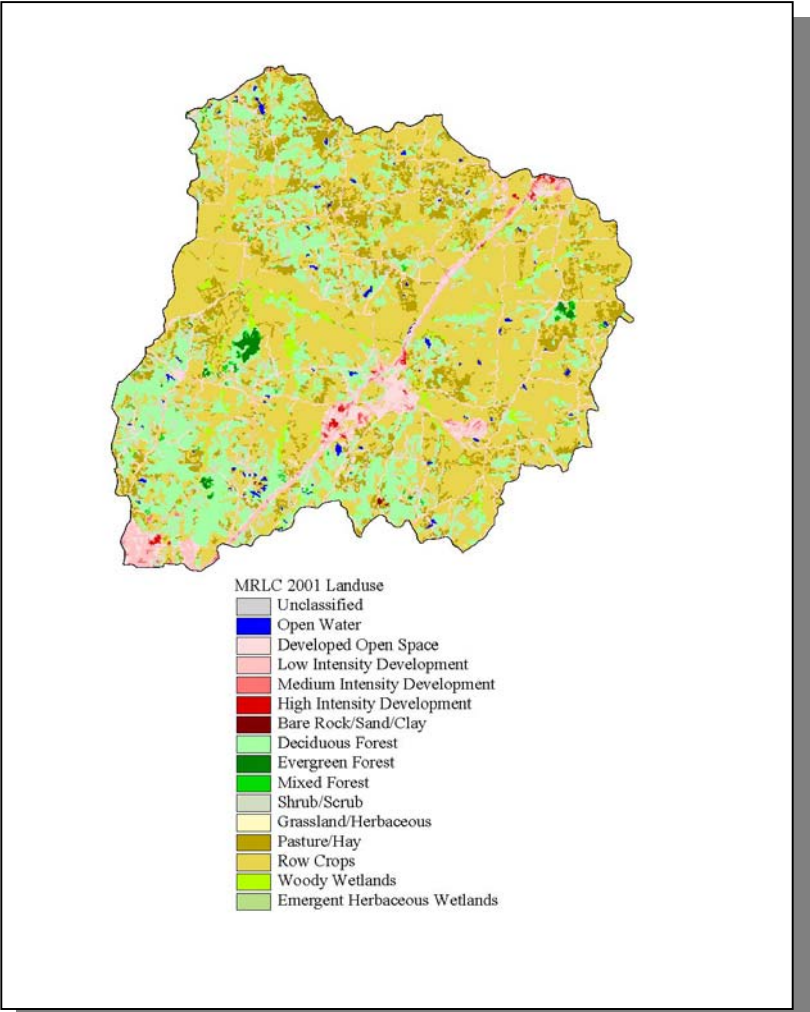 MRLC 2001 Landuse
Unclassified
Open Water
Developed Open Space
Low Intensity Development
Medium Intensity Development
High Intensity Development
Bare Rock/Sand/Clay
Deciduous Forest
Evergreen Forest
Mixed Forest
Shrub/Scrub
Grassland/Herbaceous
Pasture/Hay
Row Crops
Woody Wetlands
Emergent Herbaceous Wetlands